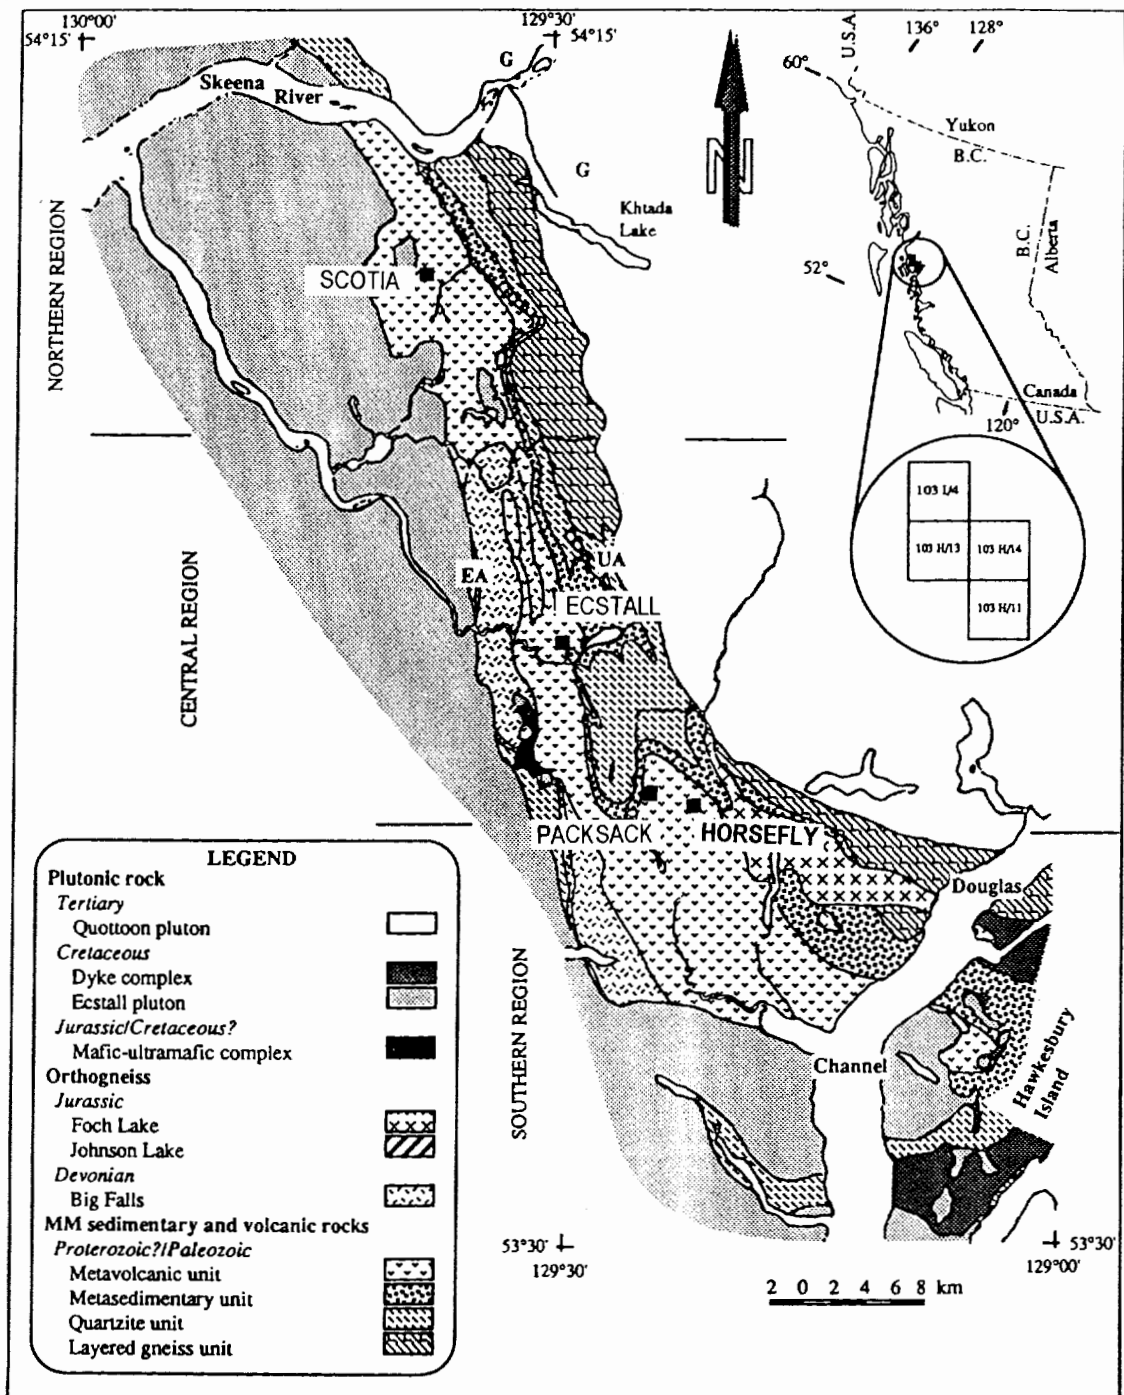 130°00'
54°15'
129°30'
54°15'
136°
128°
U.S.A.
60°
Yukon
B.C.
B.C.
Alberta
52°
Canada
U.S.A.
120°
G
Skeena
River
G
Khtada
Lake
N
NORTHERN REGION
SCOTIA
103 I/4
103 H/13
103 H/14
103 H/11
CENTRAL REGION
EA
UA
ECSTALL
PACKSACK
HORSEFLY
SOUTHERN REGION
Douglas
Channel
Hawkesbury
Island
LEGEND
Plutonic rock
Tertiary
Quottoon pluton
Cretaceous
Dyke complex
Ecstall pluton
Jurassic/Cretaceous?
Mafic-ultramafic complex
Orthogneiss
Jurassic
Foch Lake
Johnson Lake
Devonian
Big Falls
MM sedimentary and volcanic rocks
Proterozoic?/Paleozoic
Metavolcanic unit
Metasedimentary unit
Quartzite unit
Layered gneiss unit
53°30'
129°30'
53°30'
129°00'
2 0 4 6 8 km